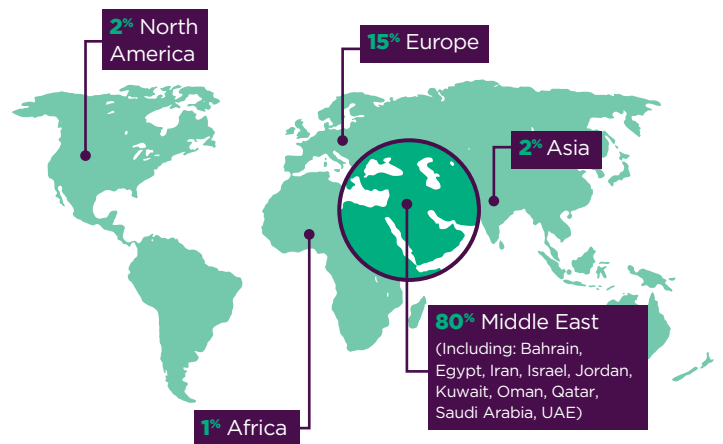 2% North
America
15% Europe
2% Asia
80% Middle East
(Including: Bahrain,
Egypt, Iran, Israel, Jordan,
Kuwait, Oman, Qatar,
Saudi Arabia, UAE)
1% Africa